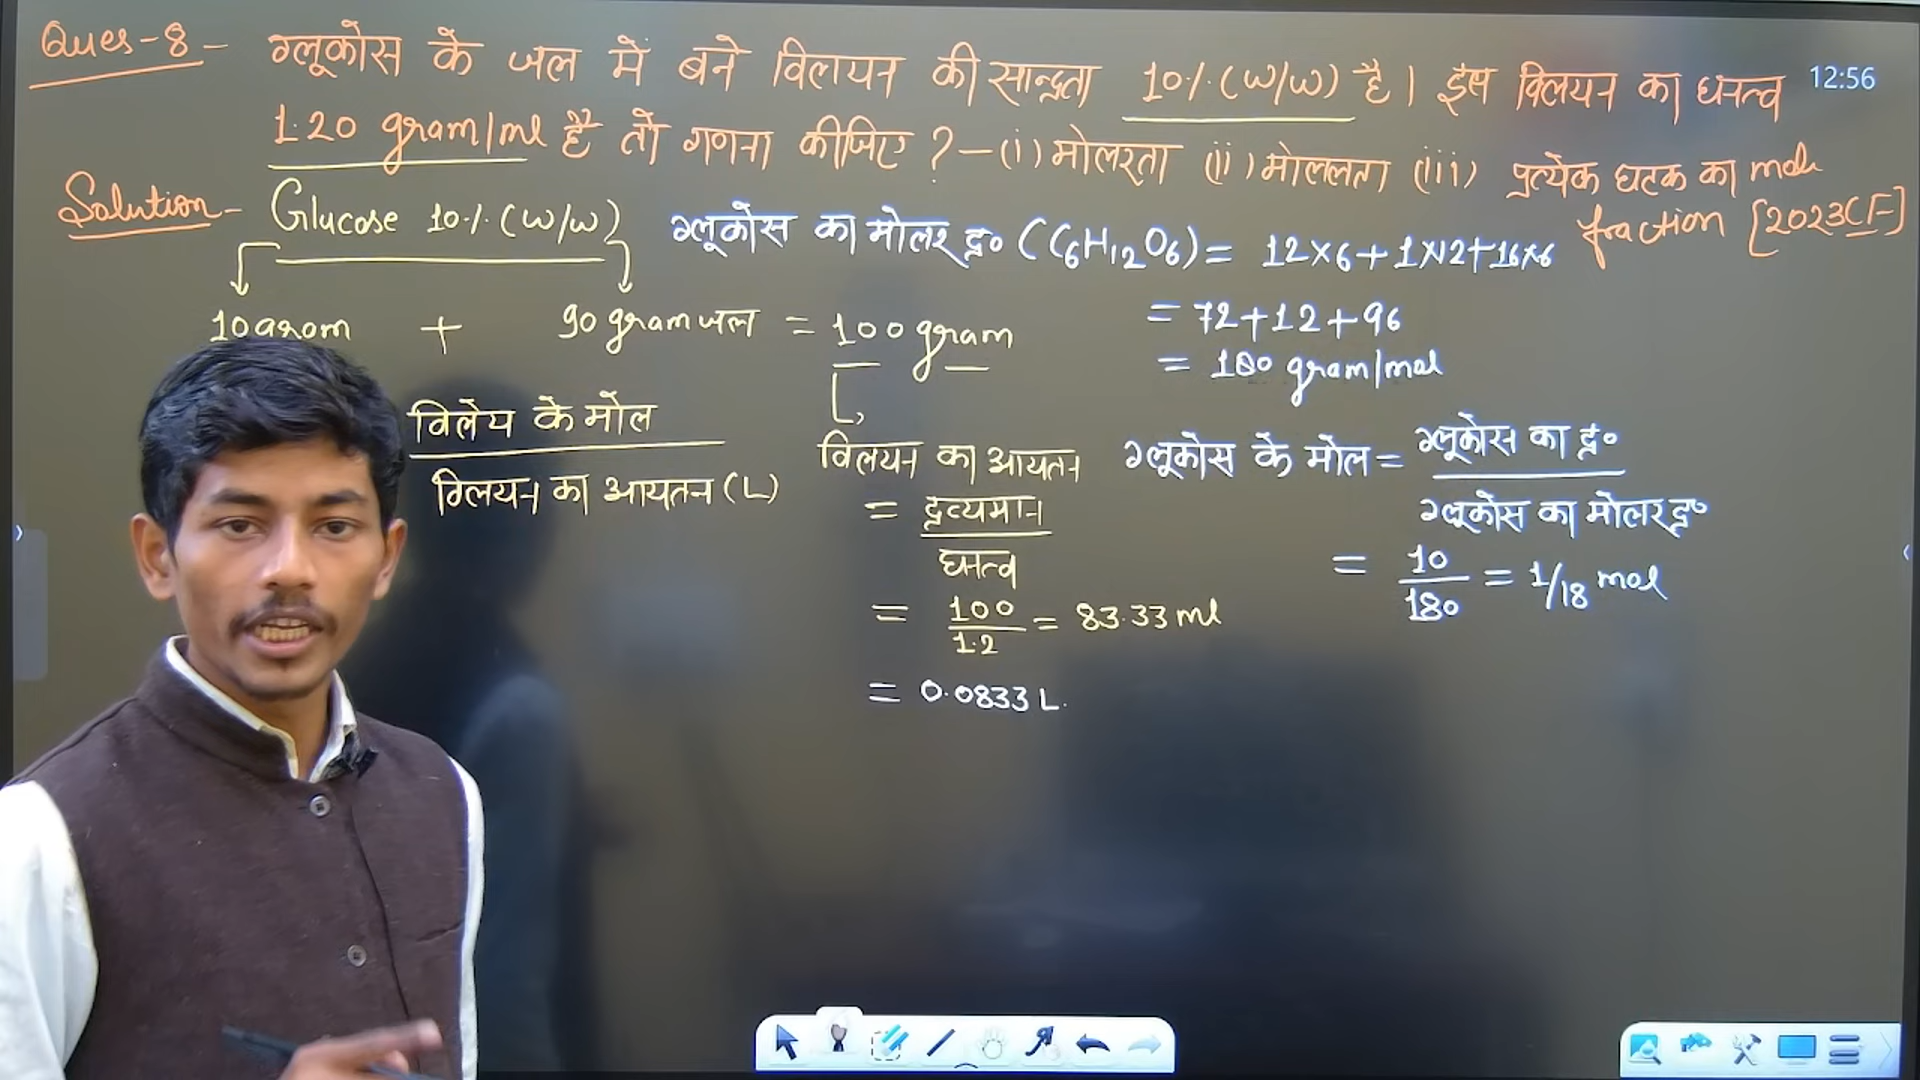 Ques-8- ग्लूकोस के जल में बने विलयन की सान्द्रता 10% (w/w) है। इस विलयन का घनत्व
12:56
1.20 gram/ml है तो गणना कीजिए ?-(i) मोलरता (ii) मोललता (iii) प्रत्येक घटक का mole
fraction [2023CF]
Solution- Glucose 10% (w/w)
ग्लूकोस का मोलर द्र० (C6H12O6) = 12×6+1×12+16×6
= 72+12+96
= 180 gram/mol
10 gram + 90 gram जल = 100 gram
विलेय के मोल
विलयन का आयतन (L)
विलयन का आयतन
= द्रव्यमान
घनत्व
= 100
1.2
= 83.33 ml
= 0.0833 L.
ग्लूकोस के मोल = ग्लूकोस का द्र०
ग्लूकोस का मोलर द्र०
= 10
180
= 1/18 mol